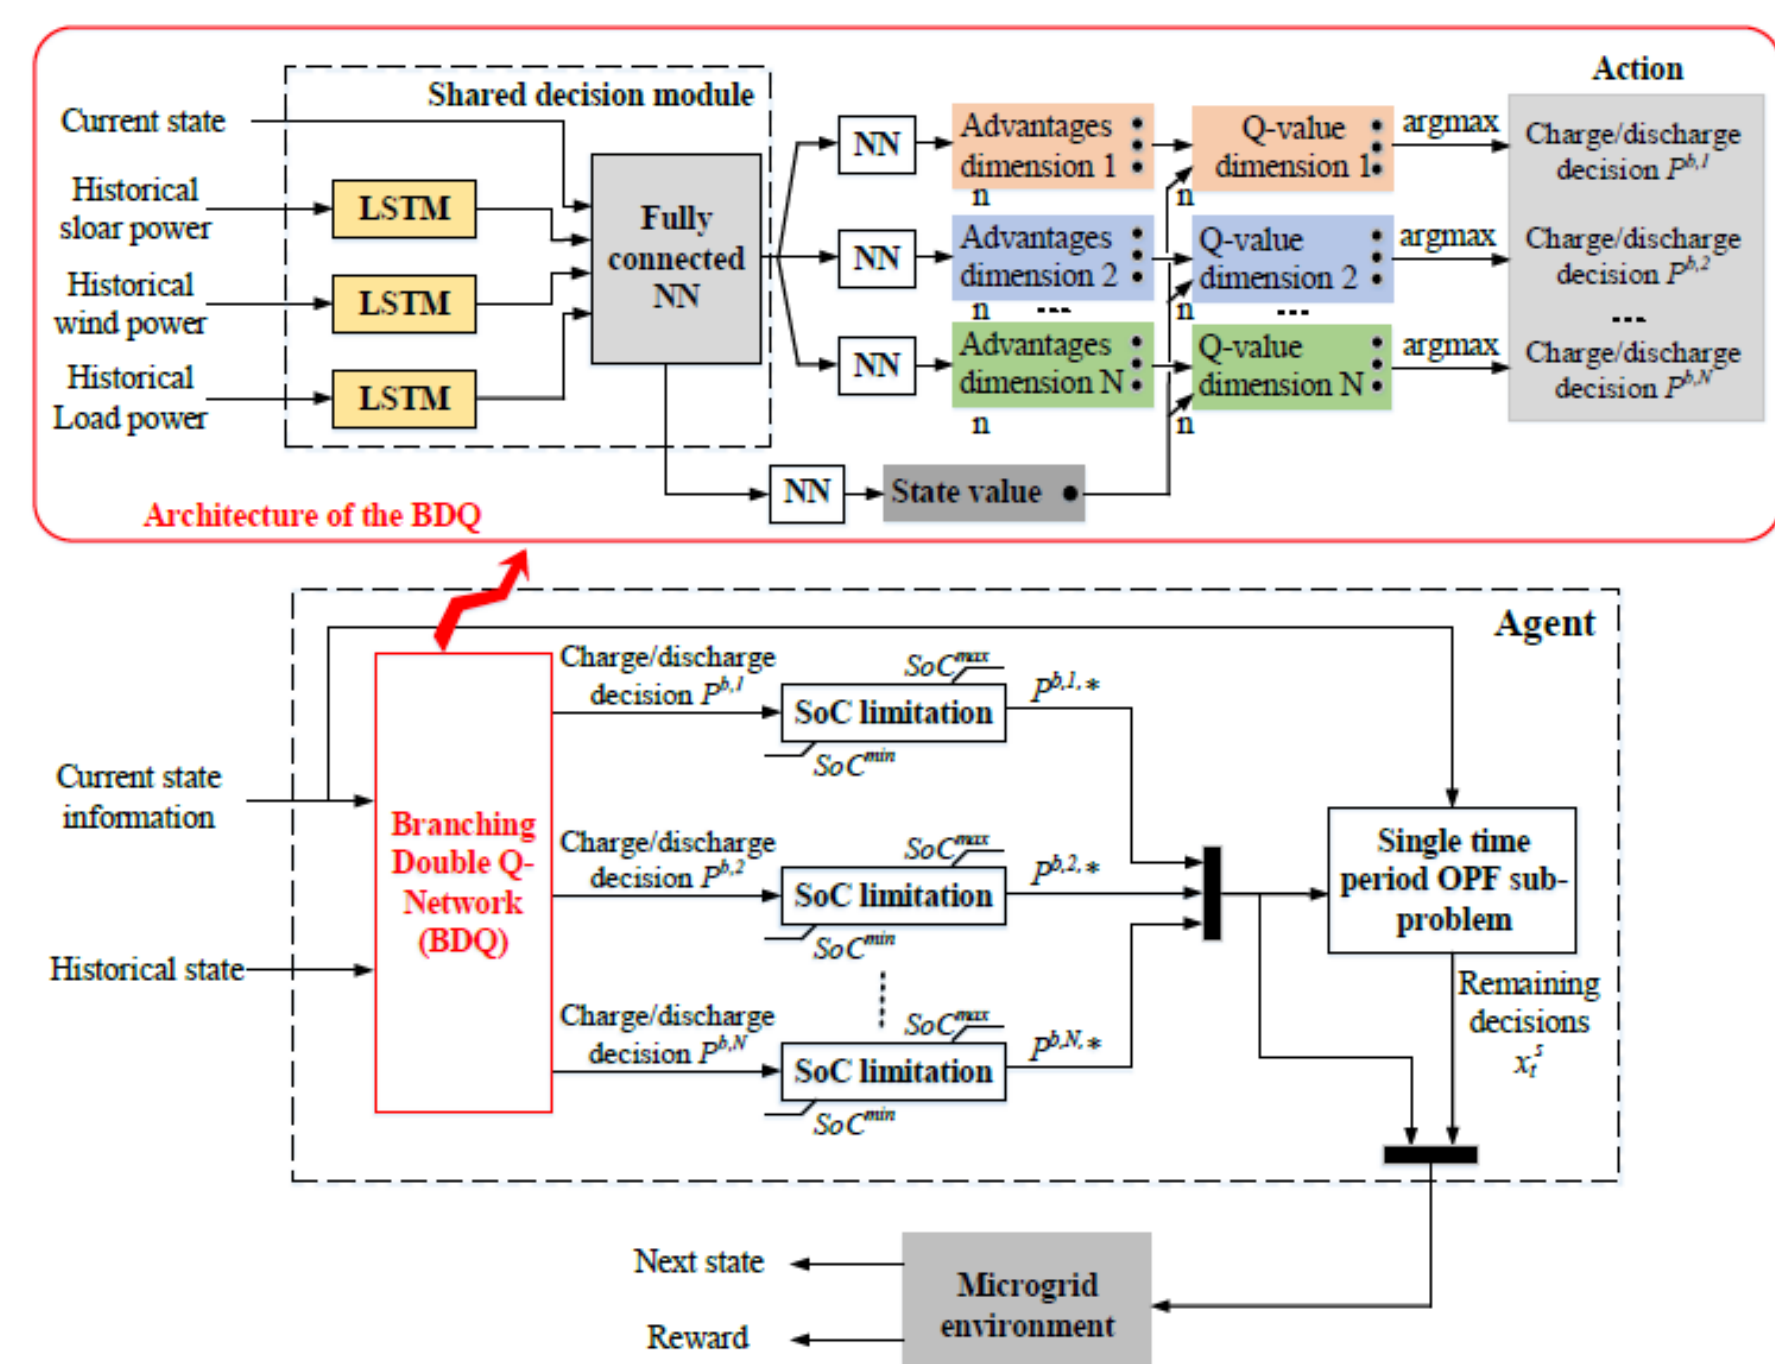 Action
Shared decision module
Current state
Historical
sloar power
Historical
wind power
Historical
Load power
LSTM
LSTM
LSTM
Fully
connected
NN
NN
NN
NN
Advantages
dimension 1
n
Advantages
dimension 2
n
...
Advantages
dimension N
n
Q-value
dimension 1
n
Q-value
dimension 2
n
...
Q-value
dimension N
n
argmax
argmax
argmax
Charge/discharge
decision P^{b,1}
Charge/discharge
decision P^{b,2}
...
Charge/discharge
decision P^{b,N}
NN
State value
Architecture of the BDQ
Agent
Current state
information
Historical state
Branching
Double Q-
Network
(BDQ)
Charge/discharge
decision P^{b,1}
SoC^{max}
SoC limitation
SoC^{min}
P^{b,1,*}
Charge/discharge
decision P^{b,2}
SoC^{max}
SoC limitation
SoC^{min}
P^{b,2,*}
Charge/discharge
decision P^{b,N}
SoC^{max}
SoC limitation
SoC^{min}
P^{b,N,*}
Single time
period OPF sub-
problem
Remaining
decisions
x_t^s
Next state
Reward
Microgrid
environment